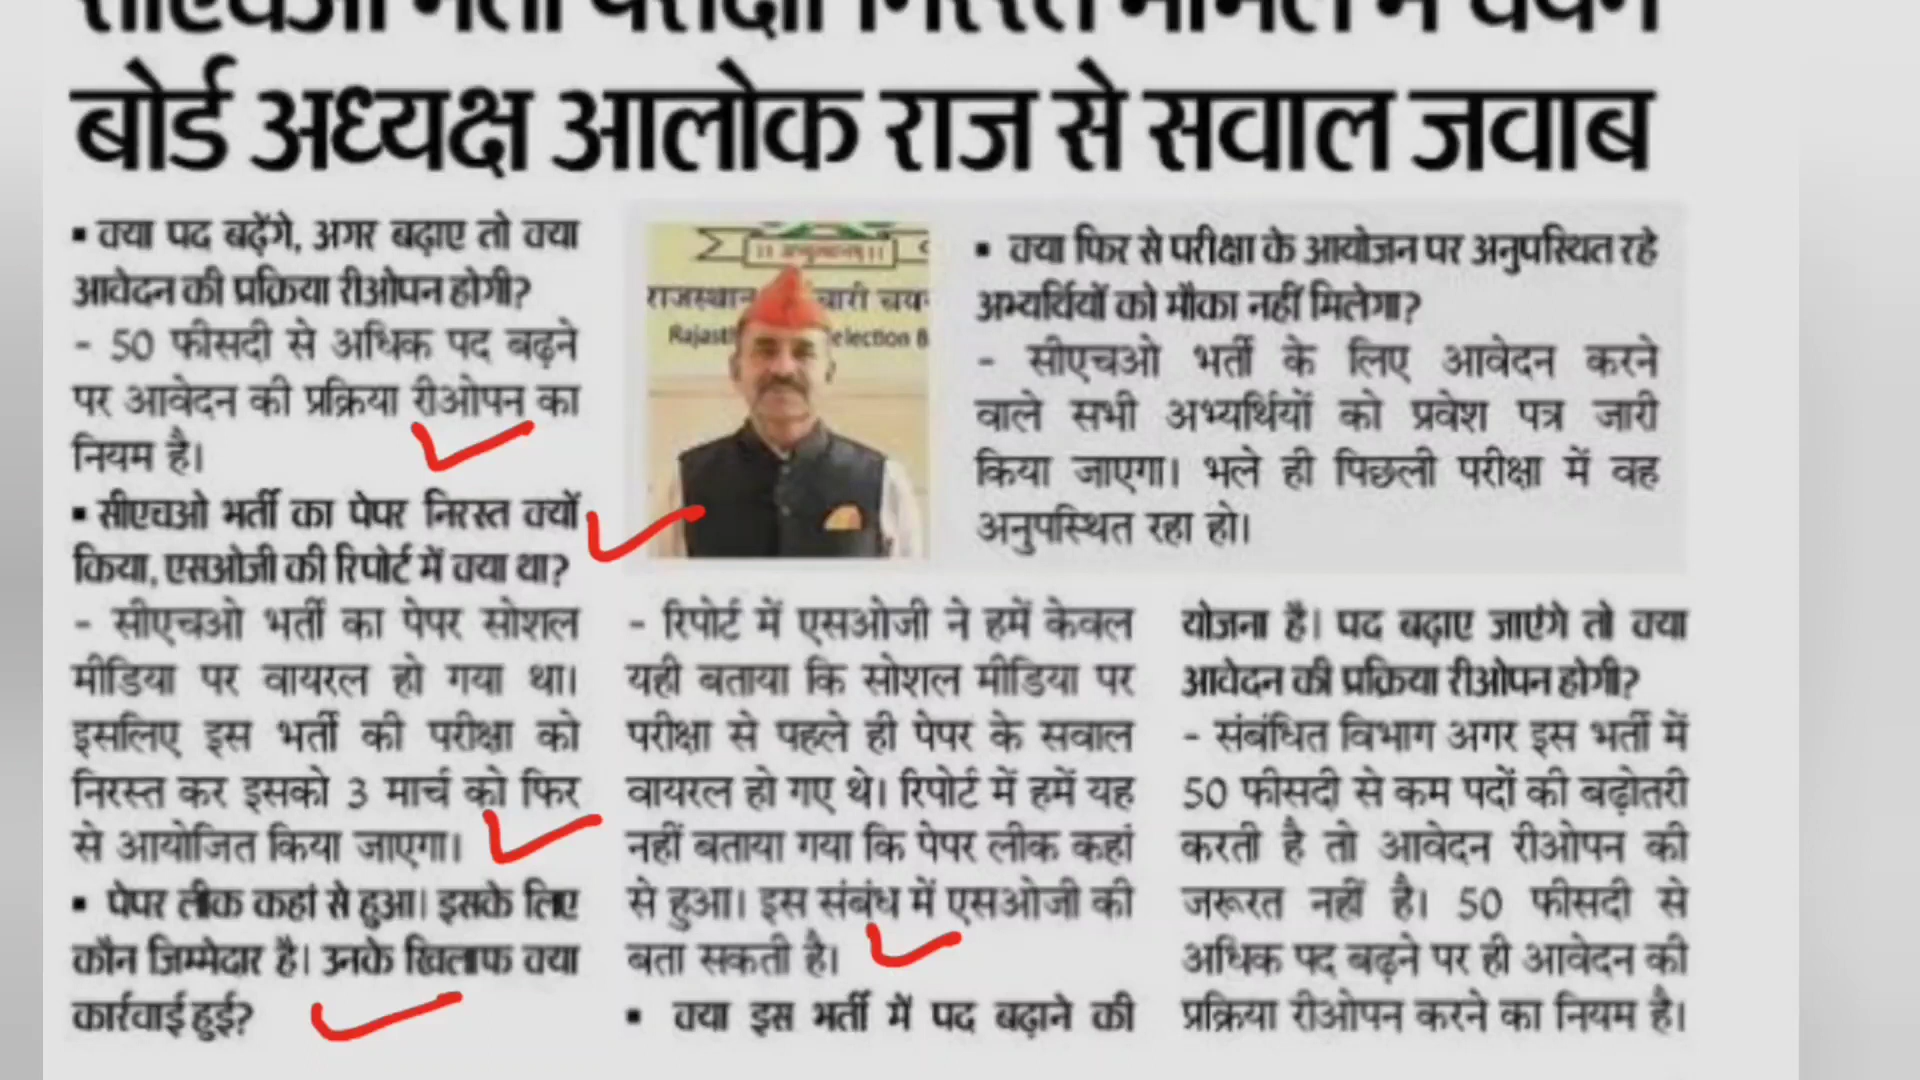 बोर्ड अध्यक्ष आलोक राज से सवाल जवाब
▪ क्या पद बढ़ेंगे, अगर बढ़ाए तो क्या
आवेदन की प्रक्रिया रीओपन होगी?
- 50 फीसदी से अधिक पद बढ़ने
पर आवेदन की प्रक्रिया रीओपन का
नियम है।
▪ सीएचओ भर्ती का पेपर निरस्त क्यों
किया, एसओजी की रिपोर्ट में क्या था?
- सीएचओ भर्ती का पेपर सोशल
मीडिया पर वायरल हो गया था।
इसलिए इस भर्ती की परीक्षा को
निरस्त कर इसको 3 मार्च को फिर
से आयोजित किया जाएगा।
▪ पेपर लीक कहां से हुआ। इसके लिए
कौन जिम्मेदार है। उनके खिलाफ क्या
कार्रवाई हुई?
राजस्थान
▪ क्या फिर से परीक्षा के आयोजन पर अनुपस्थित रहे
अभ्यर्थियों को मौका नहीं मिलेगा?
- सीएचओ भर्ती के लिए आवेदन करने
वाले सभी अभ्यर्थियों को प्रवेश पत्र जारी
किया जाएगा। भले ही पिछली परीक्षा में वह
अनुपस्थित रहा हो।
- रिपोर्ट में एसओजी ने हमें केवल
यही बताया कि सोशल मीडिया पर
परीक्षा से पहले ही पेपर के सवाल
वायरल हो गए थे। रिपोर्ट में हमें यह
नहीं बताया गया कि पेपर लीक कहां
से हुआ। इस संबंध में एसओजी की
बता सकती है।
▪ क्या इस भर्ती में पद बढ़ाने की
योजना है। पद बढ़ाए जाएंगे तो क्या
आवेदन की प्रक्रिया रीओपन होगी?
- संबंधित विभाग अगर इस भर्ती में
50 फीसदी से कम पदों की बढ़ोतरी
करती है तो आवेदन रीओपन की
जरूरत नहीं है। 50 फीसदी से
अधिक पद बढ़ने पर ही आवेदन की
प्रक्रिया रीओपन करने का नियम है।